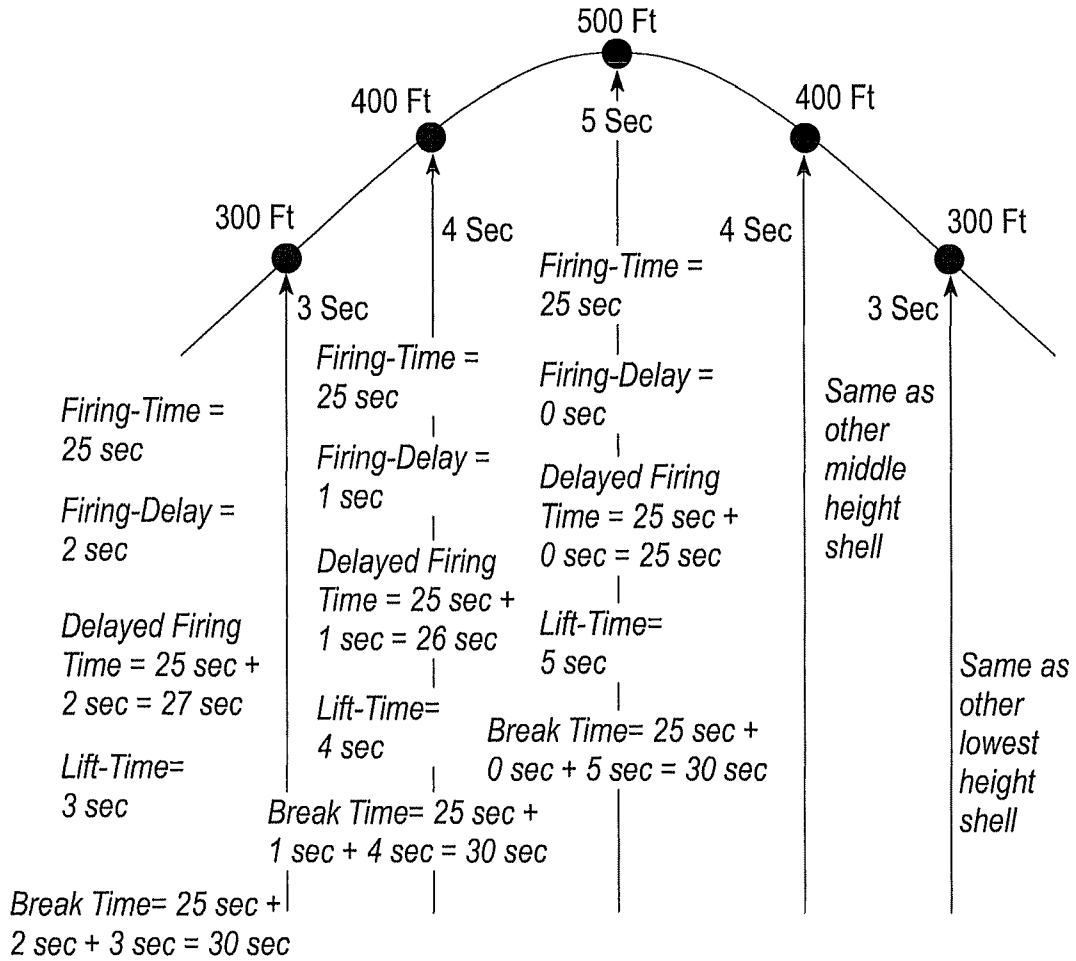 500 Ft
400 Ft
5 Sec
400 Ft
300 Ft
4 Sec
4 Sec
300 Ft
3 Sec
3 Sec
Firing-Time =
25 sec
Firing-Delay =
2 sec
Delayed Firing
Time = 25 sec +
2 sec = 27 sec
Lift-Time=
3 sec
Break Time= 25 sec +
2 sec + 3 sec = 30 sec
Firing-Time =
25 sec
Firing-Delay =
1 sec
Delayed Firing
Time = 25 sec +
1 sec = 26 sec
Lift-Time=
4 sec
Break Time= 25 sec +
1 sec + 4 sec = 30 sec
Firing-Time =
25 sec
Firing-Delay =
0 sec
Delayed Firing
Time = 25 sec +
0 sec = 25 sec
Lift-Time=
5 sec
Break Time= 25 sec +
0 sec + 5 sec = 30 sec
Same as
other
middle
height
shell
Same as
other
lowest
height
shell